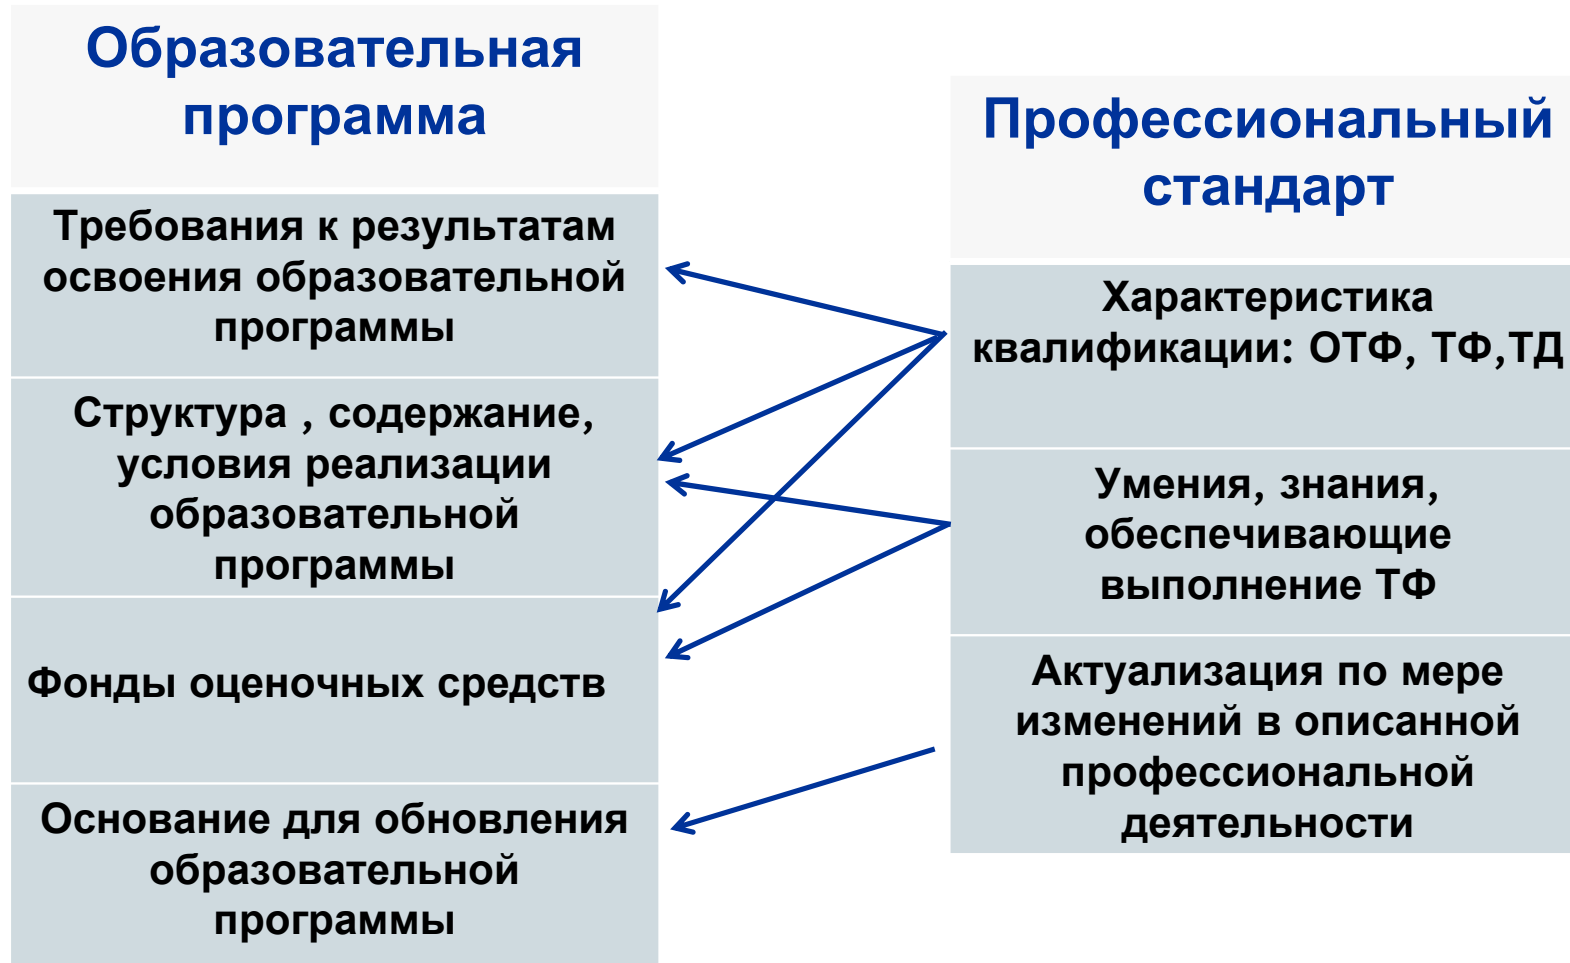 Образовательная
программа
Требования к результатам
освоения образовательной
программы
Структура , содержание,
условия реализации
образовательной
программы
Фонды оценочных средств
Основание для обновления
образовательной
программы
Профессиональный
стандарт
Характеристика
квалификации: ОТФ, ТФ,ТД
Умения, знания,
обеспечивающие
выполнение ТФ
Актуализация по мере
изменений в описанной
профессиональной
деятельности